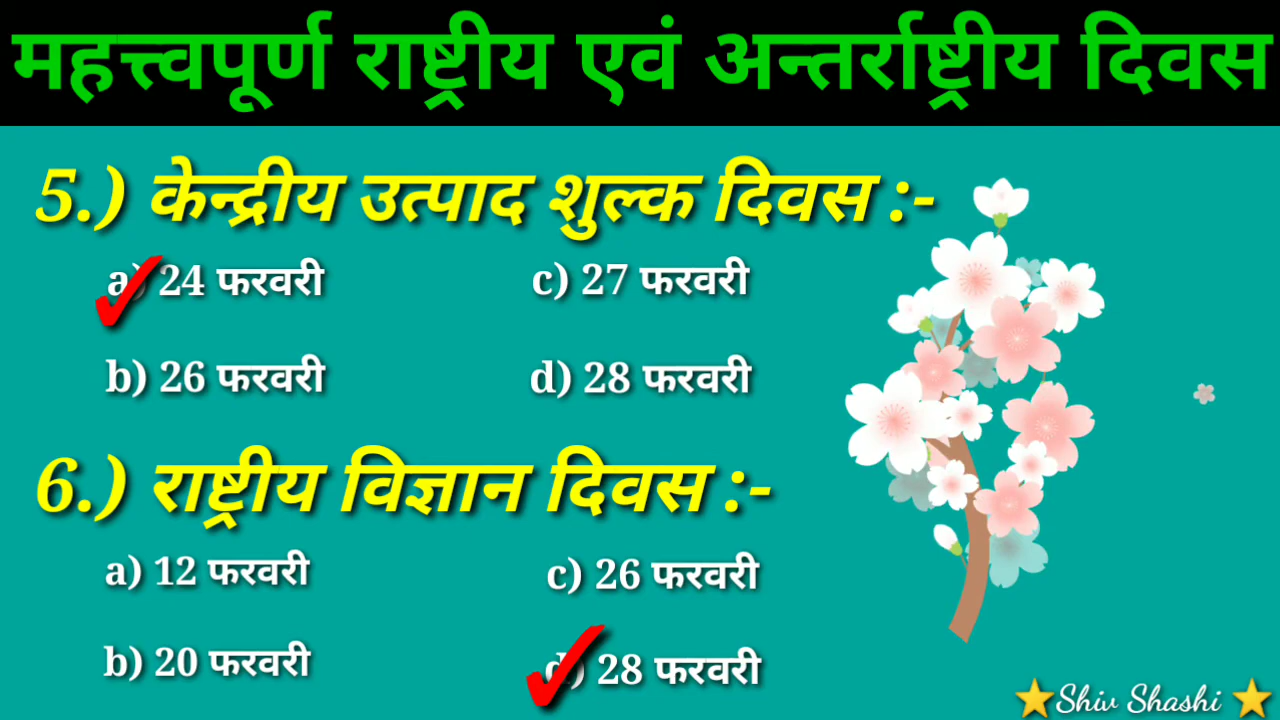 महत्त्वपूर्ण राष्ट्रीय एवं अन्तर्राष्ट्रीय दिवस
5.) केन्द्रीय उत्पाद शुल्क दिवस :-
a) 24 फरवरी
c) 27 फरवरी
b) 26 फरवरी
d) 28 फरवरी
6.) राष्ट्रीय विज्ञान दिवस :-
a) 12 फरवरी
c) 26 फरवरी
b) 20 फरवरी
d) 28 फरवरी
Shiv Shashi